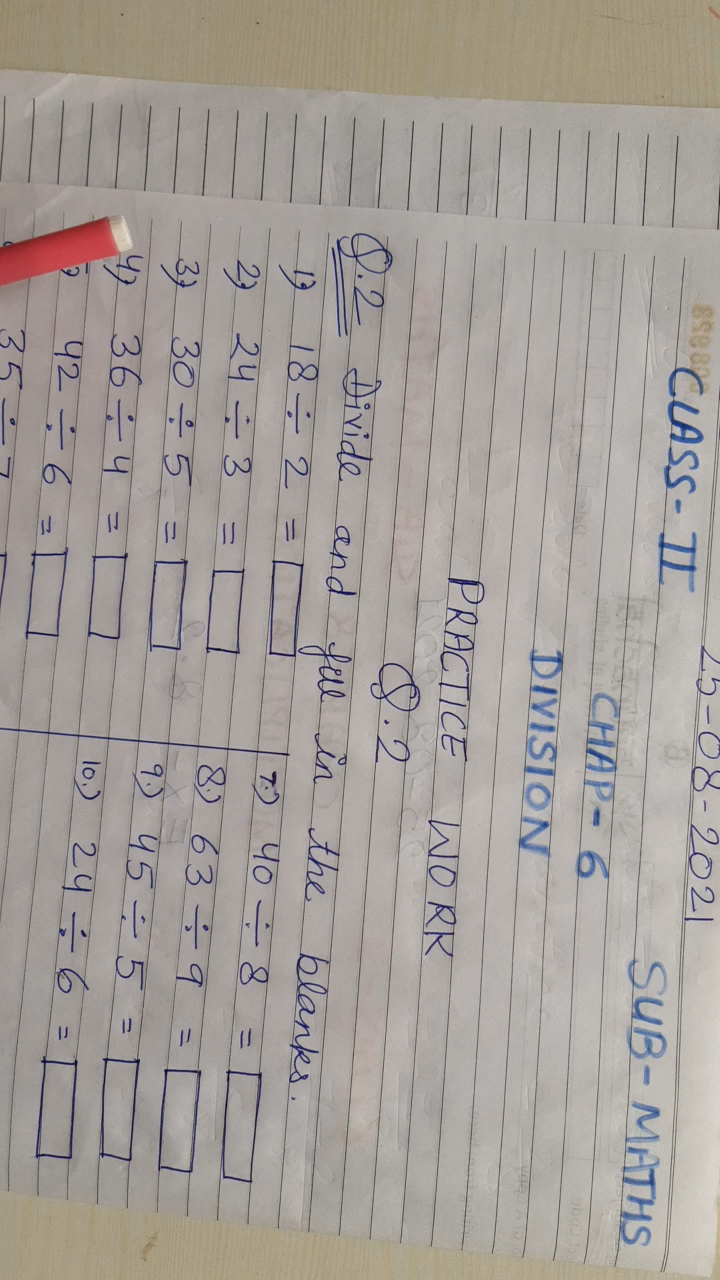 25-08-2021
CLASS-II SUB-MATHS
CHAP-6
DIVISION
PRACTICE WORK
Q.2
Q.2 Divide and fill in the blanks.
1) 18 ÷ 2 =
2) 24 ÷ 3 =
3) 30 ÷ 5 =
4) 36 ÷ 4 =
42 ÷ 6 =
35 ÷ 7
7.) 40 ÷ 8 =
8.) 63 ÷ 9 =
9.) 45 ÷ 5 =
10.) 24 ÷ 6 =